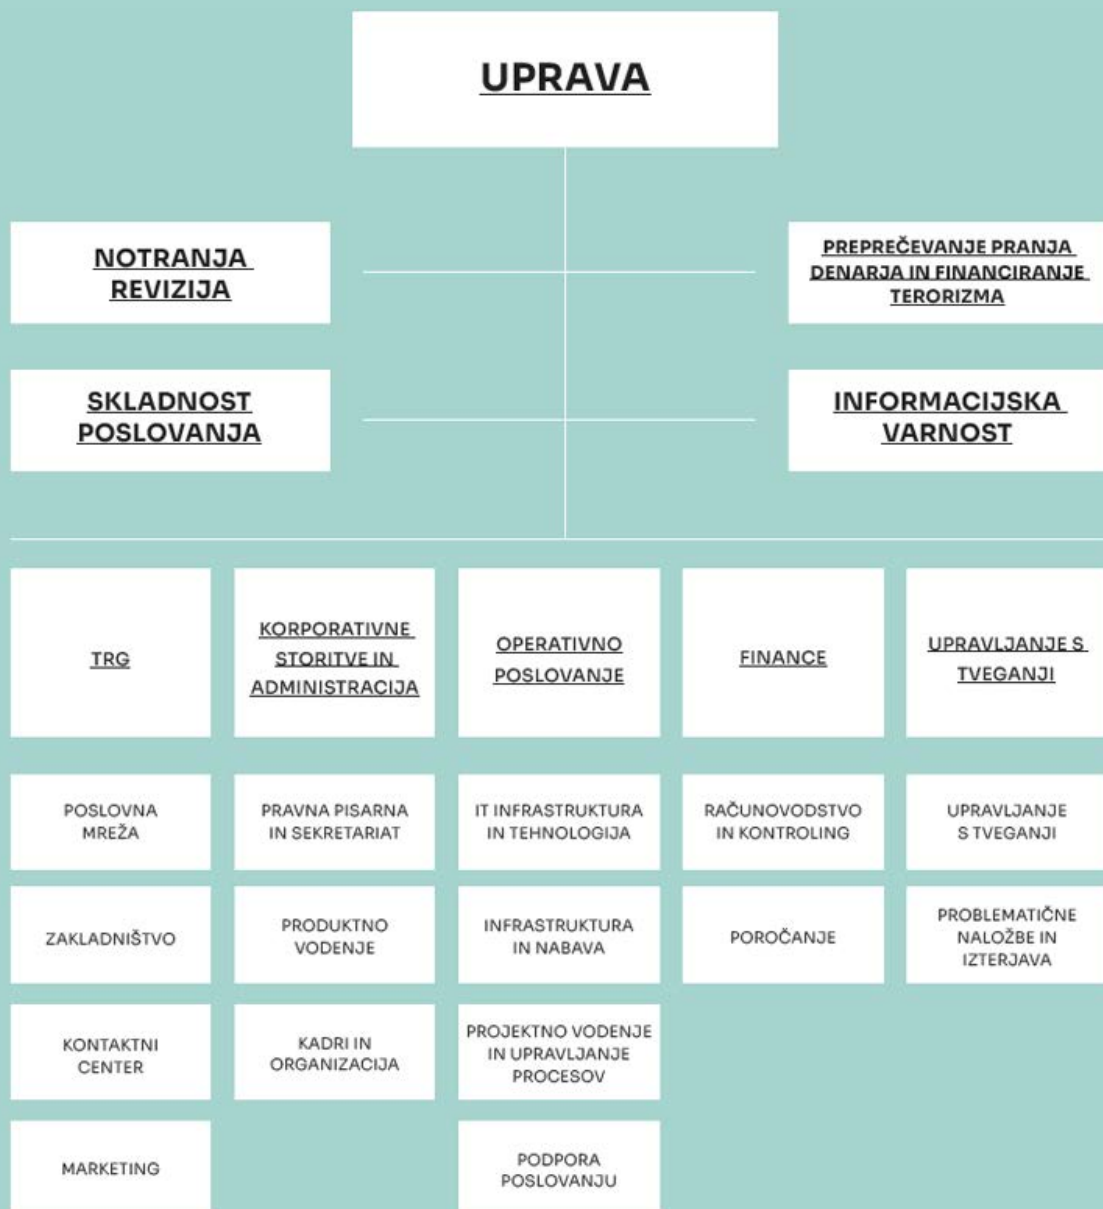 UPRAVA
NOTRANJA
REVIZIJA
PREPREČEVANJE PRANJA
DENARJA IN FINANCIRANJE
TERORIZMA
SKLADNOST
POSLOVANJA
INFORMACIJSKA
VARNOST
TRG
KORPORATIVNE
STORITVE IN
ADMINISTRACIJA
OPERATIVNO
POSLOVANJE
FINANCE
UPRAVLJANJE S
TVEGANJI
POSLOVNA
MREŽA
PRAVNA PISARNA
IN SEKRETARIAT
IT INFRASTRUKTURA
IN TEHNOLOGIJA
RAČUNOVODSTVO
IN KONTROLING
UPRAVLJANJE
S TVEGANJI
ZAKLADNIŠTVO
PRODUKTNO
VODENJE
INFRASTRUKTURA
IN NABAVA
POROČANJE
PROBLEMATIČNE
NALOŽBE IN
IZTERJAVA
KONTAKTNI
CENTER
KADRI IN
ORGANIZACIJA
PROJEKTNO VODENJE
IN UPRAVLJANJE
PROCESOV
MARKETING
PODPORA
POSLOVANJU